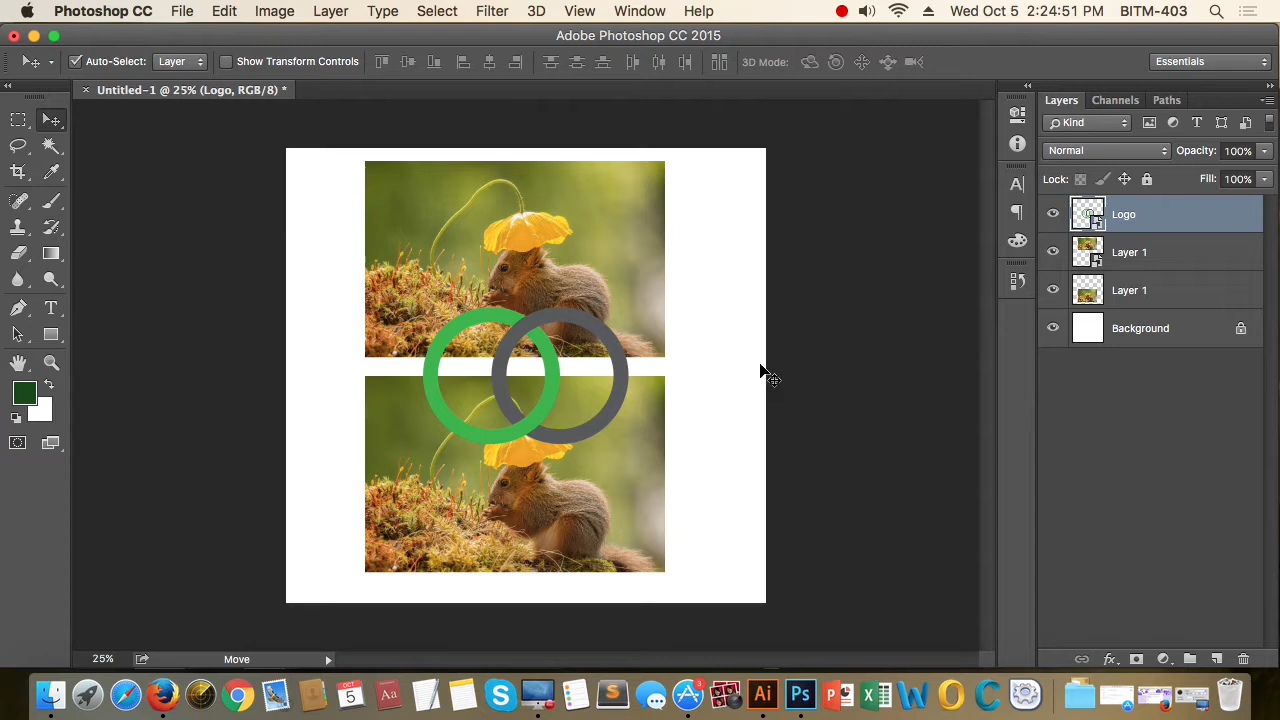 Photoshop CC File Edit Image Layer Type Select Filter 3D View Window Help Wed Oct 5 2:24:51 PM BITM-403
Adobe Photoshop CC 2015
Auto-Select: Layer Show Transform Controls 3D Mode: Essentials
× Untitled-1 @ 25% (Logo, RGB/8) *
Layers Channels Paths
Kind
Normal Opacity: 100%
Lock: Fill: 100%
Logo
Layer 1
Layer 1
Background
25% Move